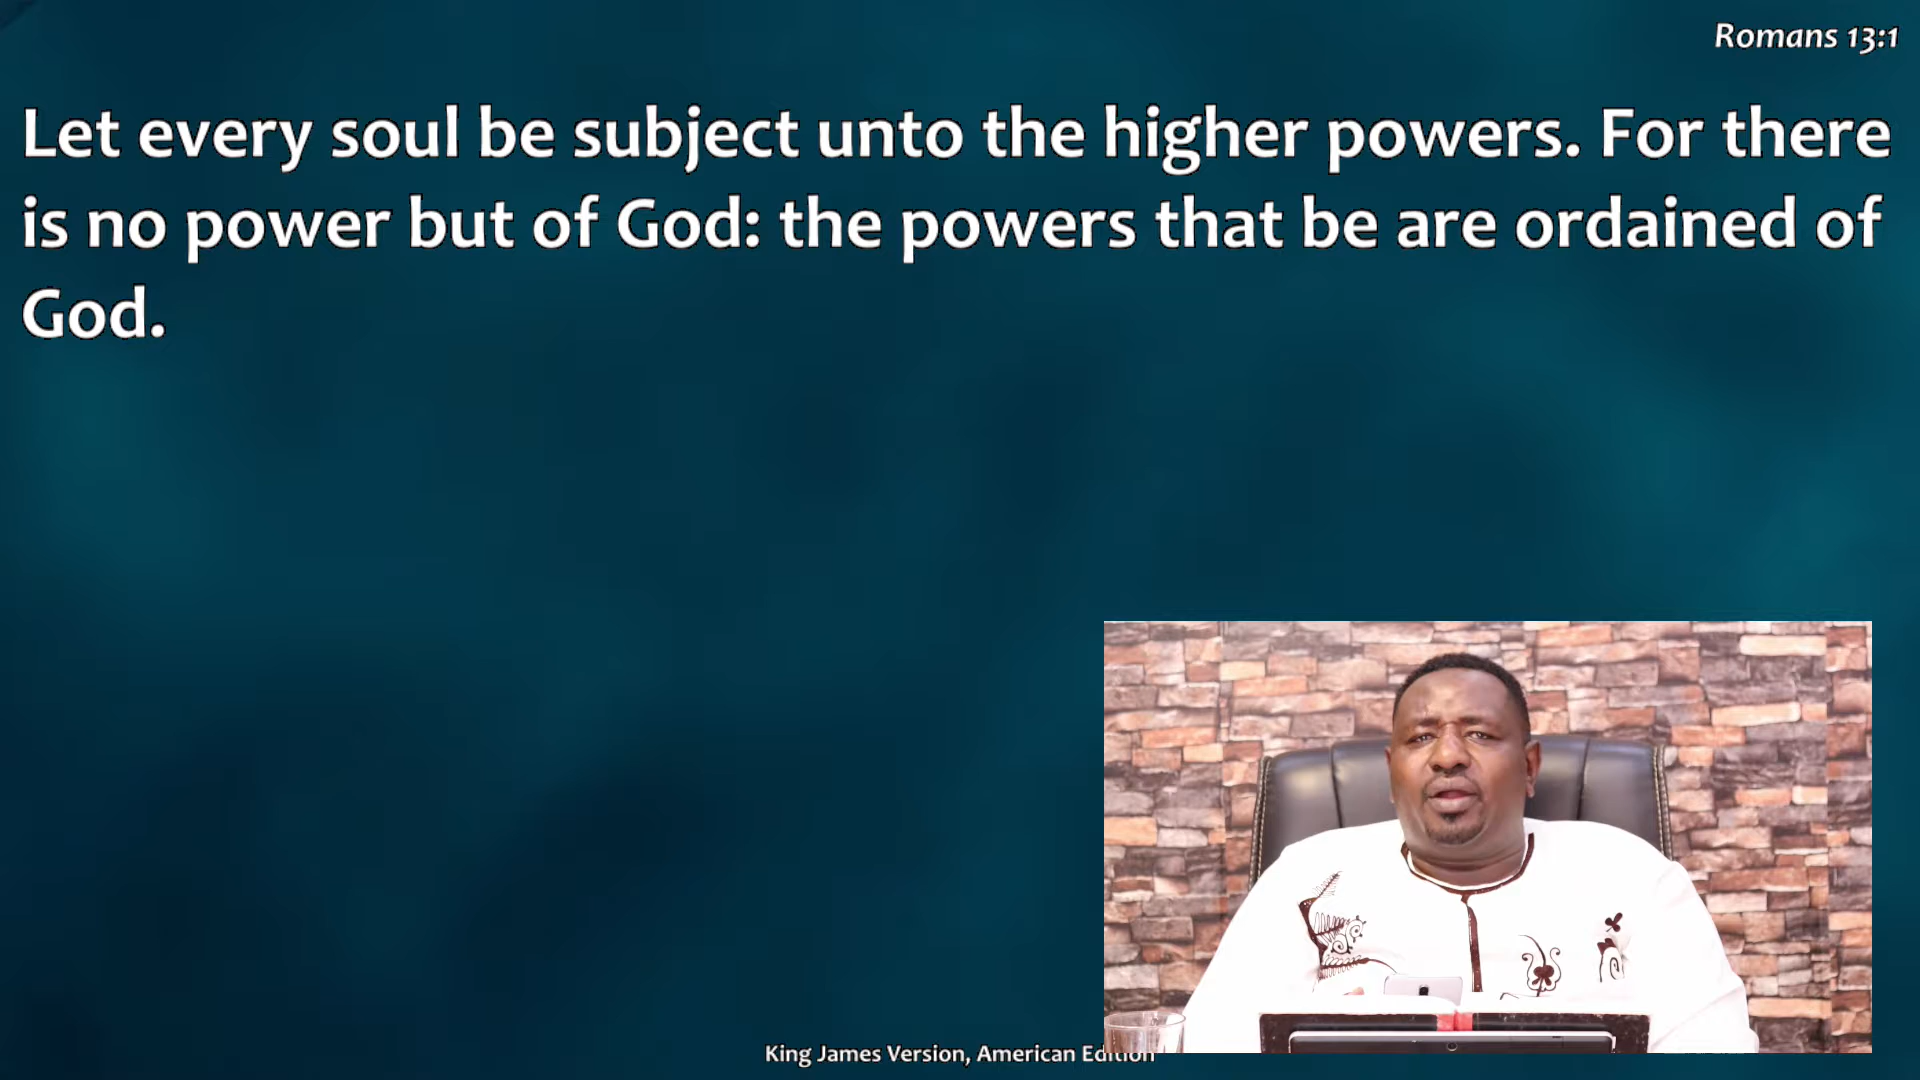 Romans 13:1
Let every soul be subject unto the higher powers. For there
is no power but of God: the powers that be are ordained of
God.
King James Version, American Edition